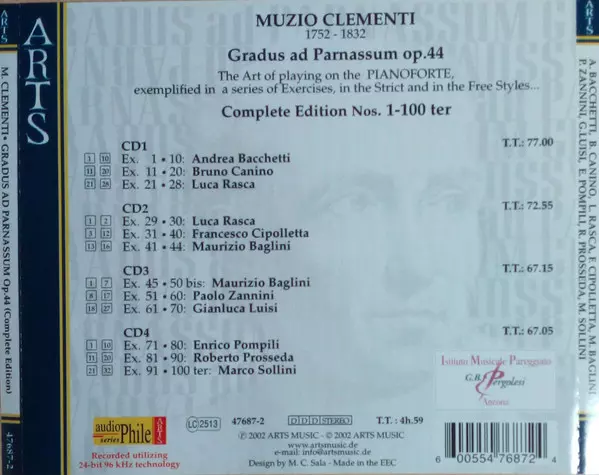 MUZIO CLEMENTI
1752 - 1832
Gradus ad Parnassum op.44
The Art of playing on the PIANOFORTE,
exemplified in a series of Exercises, in the Strict and in the Free Styles...
Complete Edition Nos. 1-100 ter
CD1 T.T.: 77.00
1 10 Ex. 1 • 10: Andrea Bacchetti
11 20 Ex. 11 • 20: Bruno Canino
21 28 Ex. 21 • 28: Luca Rasca
CD2 T.T.: 72.55
1 2 Ex. 29 • 30: Luca Rasca
3 12 Ex. 31 • 40: Francesco Cipolletta
13 16 Ex. 41 • 44: Maurizio Baglini
CD3 T.T.: 67.15
1 7 Ex. 45 • 50 bis: Maurizio Baglini
8 17 Ex. 51 • 60: Paolo Zannini
18 27 Ex. 61 • 70: Gianluca Luisi
CD4 T.T.: 67.05
1 10 Ex. 71 • 80: Enrico Pompili
11 20 Ex. 81 • 90: Roberto Prosseda
21 32 Ex. 91 • 100 ter: Marco Sollini
Istituto Musicale Pareggiato
G.B. Pergolesi
Ancona
audioPhile series ARTS
Recorded utilizing
24-bit 96 kHz technology
LC 2513 47687-2 DDD STEREO T.T.: 4h.59
℗ 2002 ARTS MUSIC - © 2002 ARTS MUSIC
www.artsmusic.de
e-mail: info@artsmusic.de
Design by M. C. Sala - Made in the EEC
6 00554 76872 4
ARTS
ARTS
M. CLEMENTI • GRADUS AD PARNASSUM Op.44 (Complete Edition)
47687-2
ARTS
A. BACCHETTI, B. CANINO, L. RASCA, F. CIPOLLETTA, M. BAGLINI
P. ZANNINI, G. LUISI, E. POMPILI, R. PROSSEDA, M. SOLLINI